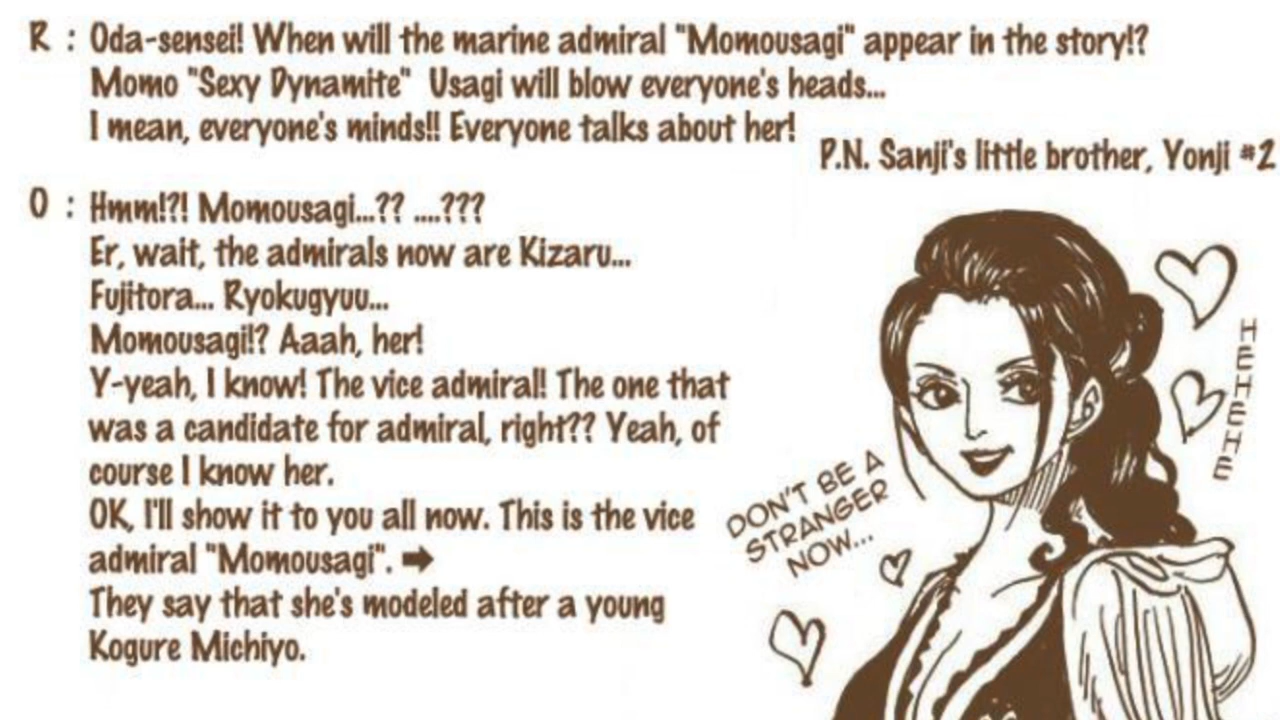 R : Oda-sensei! When will the marine admiral "Momousagi" appear in the story!?
Momo "Sexy Dynamite" Usagi will blow everyone's heads...
I mean, everyone's minds!! Everyone talks about her!
P.N. Sanji's little brother, Yonji #2
O : Hmm!?! Momousagi...?? ....???
Er, wait, the admirals now are Kizaru...
Fujitora... Ryokugyuu...
Momousagi!? Aaah, her!
Y-yeah, I know! The vice admiral! The one that
was a candidate for admiral, right?? Yeah, of
course I know her.
OK, I'll show it to you all now. This is the vice
admiral "Momousagi". ➡
They say that she's modeled after a young
Kogure Michiyo.
DON'T BE A
STRANGER
NOW...
HEHEHEHE